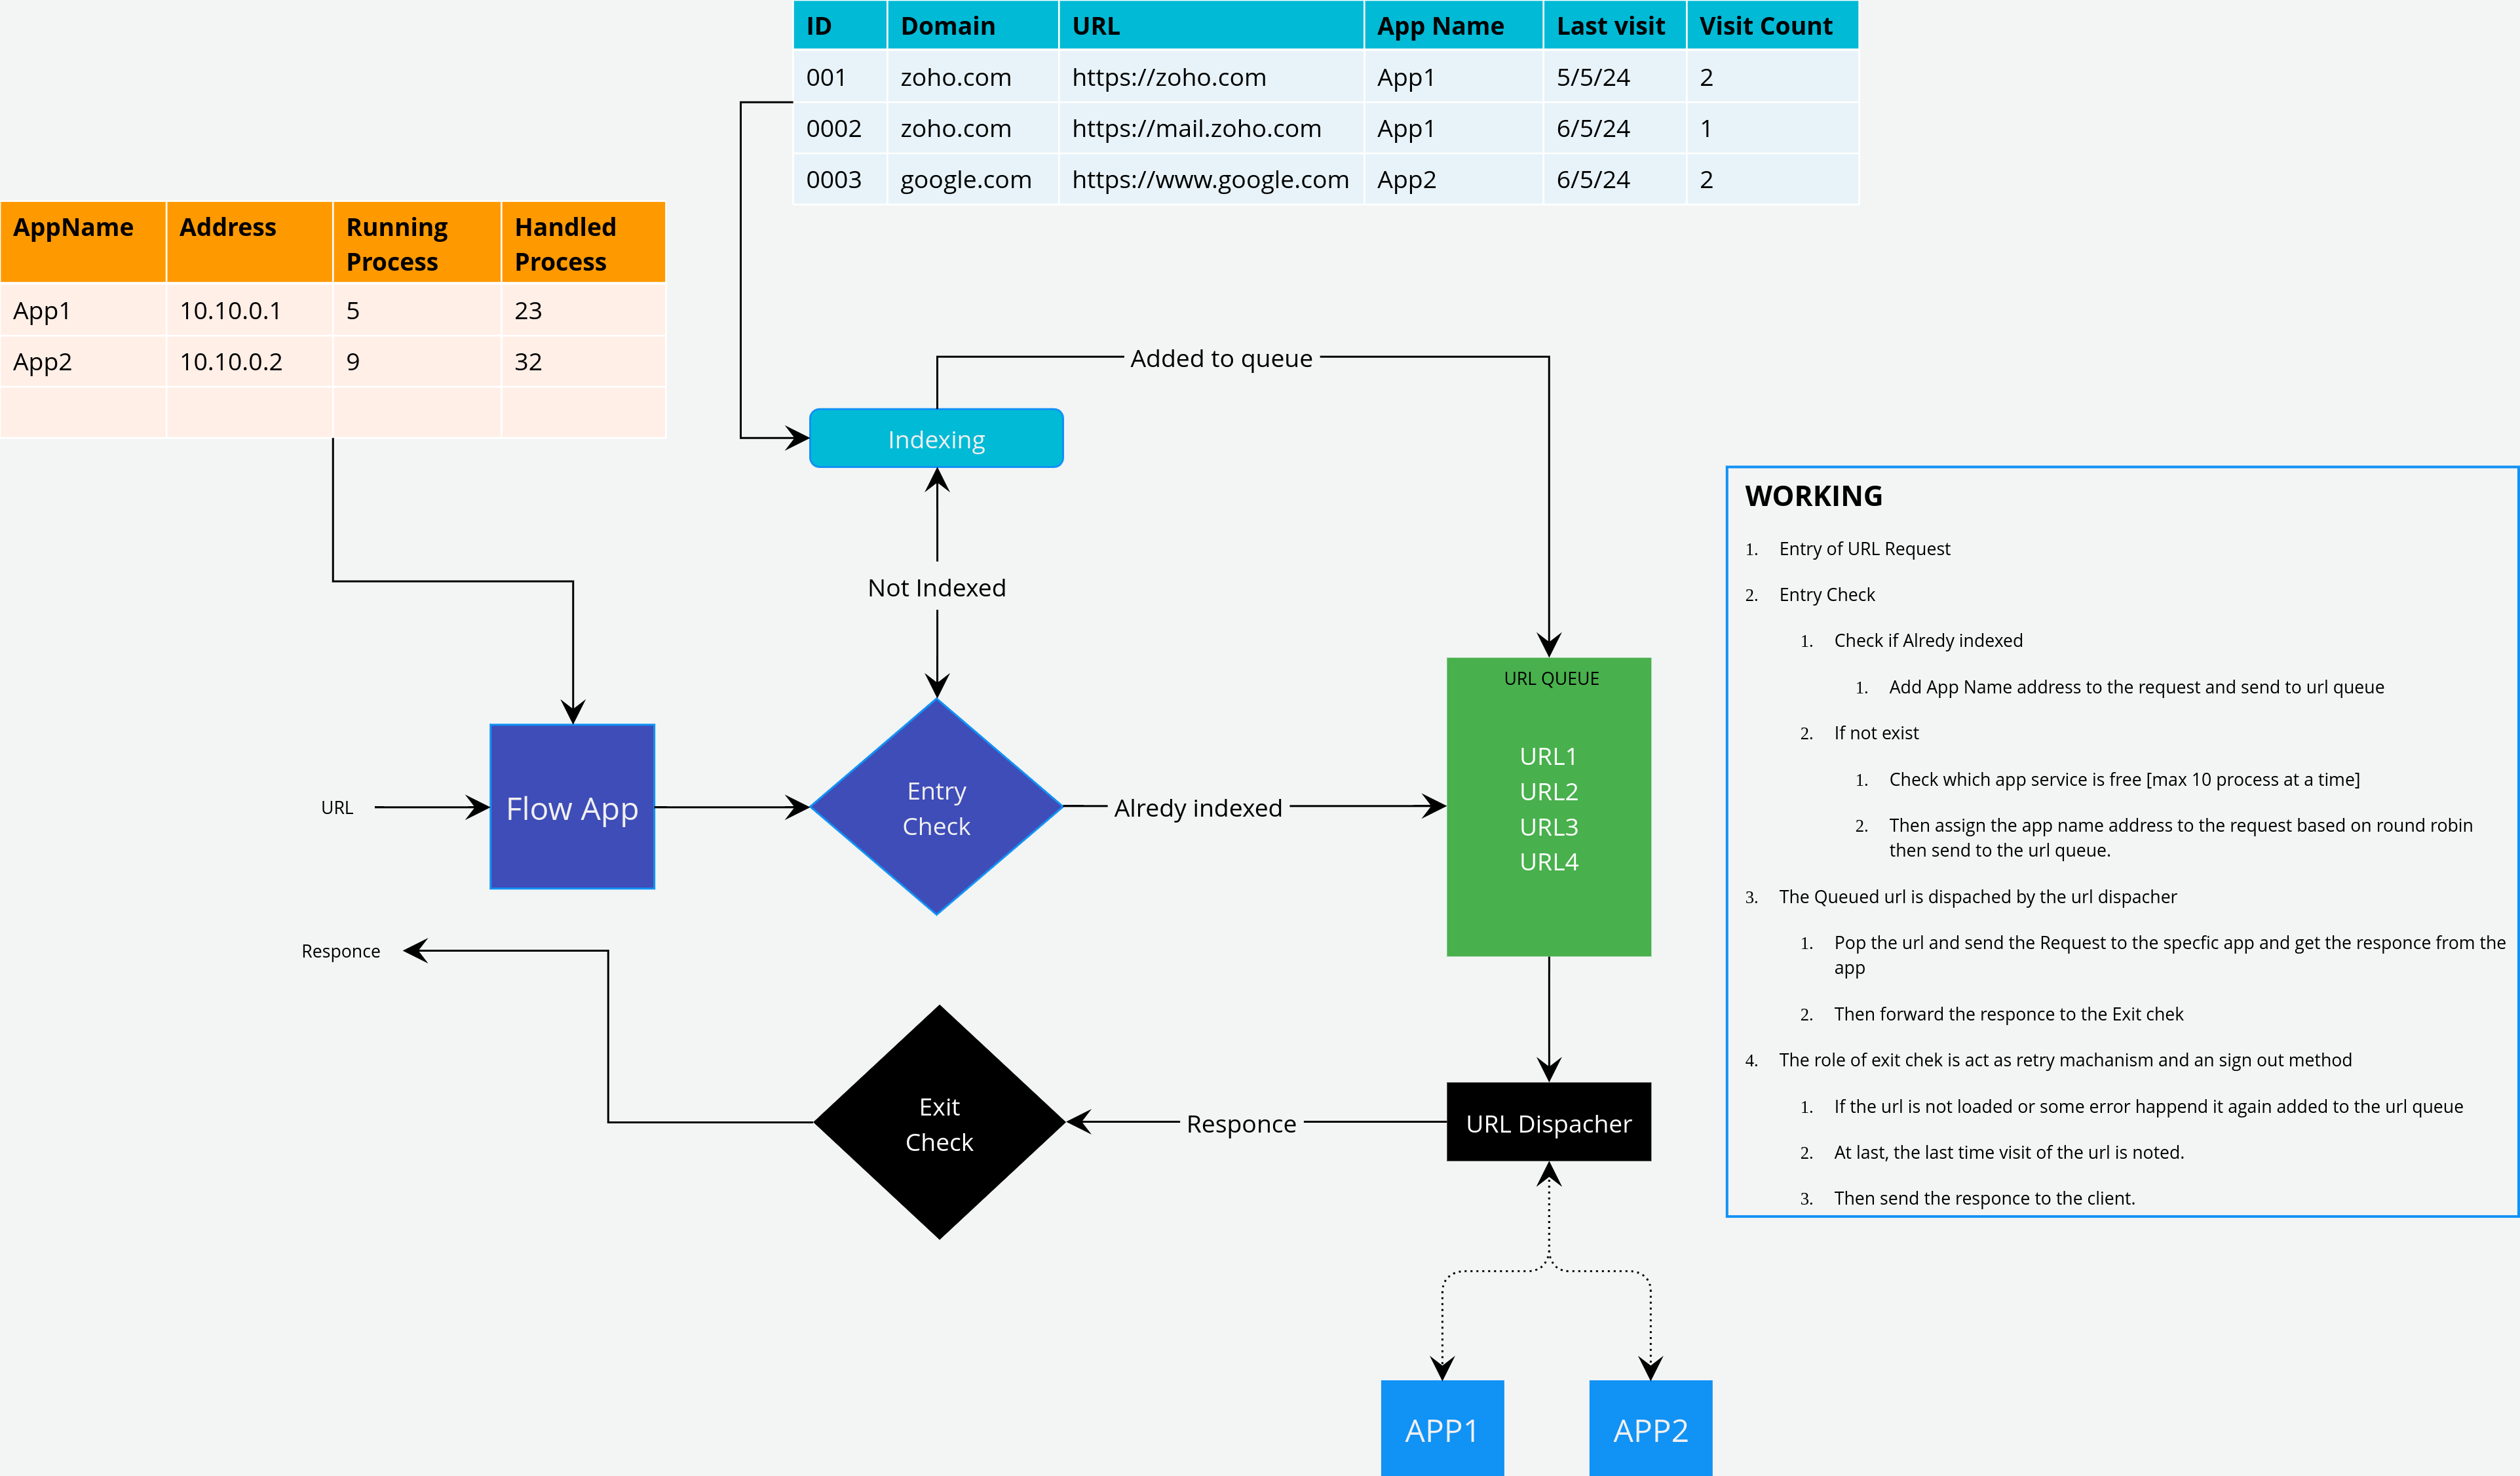 ID Domain URL App Name Last visit Visit Count
001 zoho.com https://zoho.com App1 5/5/24 2
0002 zoho.com https://mail.zoho.com App1 6/5/24 1
0003 google.com https://www.google.com App2 6/5/24 2
AppName Address Running Handled
Process Process
App1 10.10.0.1 5 23
App2 10.10.0.2 9 32
Added to queue
Indexing
Not Indexed
URL
Flow App
Entry
Check
Alredy indexed
URL QUEUE
URL1
URL2
URL3
URL4
Responce
Exit
Check
Responce
URL Dispacher
APP1
APP2
WORKING
1. Entry of URL Request
2. Entry Check
1. Check if Alredy indexed
1. Add App Name address to the request and send to url queue
2. If not exist
1. Check which app service is free [max 10 process at a time]
2. Then assign the app name address to the request based on round robin
then send to the url queue.
3. The Queued url is dispached by the url dispacher
1. Pop the url and send the Request to the specfic app and get the responce from the
app
2. Then forward the responce to the Exit chek
4. The role of exit chek is act as retry machanism and an sign out method
1. If the url is not loaded or some error happend it again added to the url queue
2. At last, the last time visit of the url is noted.
3. Then send the responce to the client.